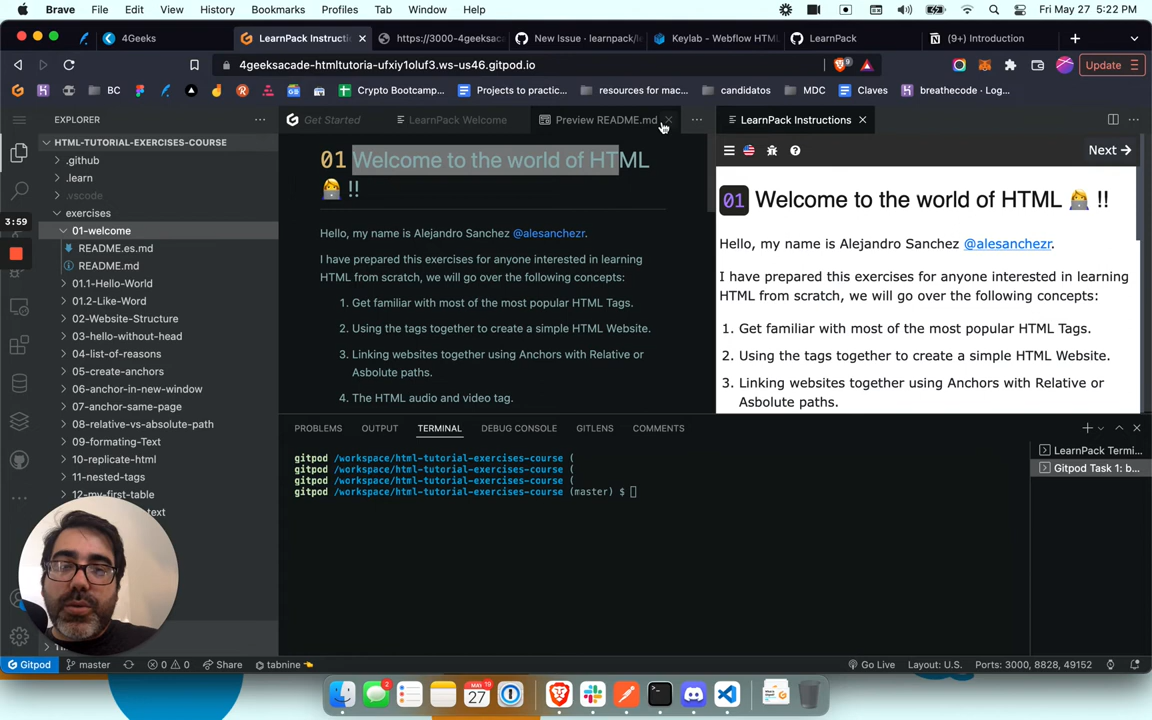 Brave File Edit View History Bookmarks Profiles Tab Window Help Fri May 27 5:22 PM
4Geeks LearnPack Instructi https://3000-4geeksac New Issue · learnpack/le Keylab - Webflow HTM LearnPack (9+) Introduction
4geeksacade-htmltutoria-ufxiy1oluf3.ws-us46.gitpod.io 9 Update
BC Crypto Bootcamp... Projects to practic... resources for mac... candidates MDC Claves breathecode · Log...
EXPLORER
Get Started LearnPack Welcome Preview README.md LearnPack Instructions
HTML-TUTORIAL-EXERCISES-COURSE
.github
.learn
.vscode
exercises
3:59
01-welcome
README.es.md
README.md
01.1-Hello-World
01.2-Like-Word
02-Website-Structure
03-hello-without-head
04-list-of-reasons
05-create-anchors
06-anchor-in-new-window
07-anchor-same-page
08-relative-vs-absolute-path
09-formating-Text
10-replicate-html
11-nested-tags
12-my-first-table
text
01 Welcome to the world of HTML
👩‍💻 !!
Hello, my name is Alejandro Sanchez @alesanchezr.
I have prepared this exercises for anyone interested in learning
HTML from scratch, we will go over the following concepts:
1. Get familiar with most of the most popular HTML Tags.
2. Using the tags together to create a simple HTML Website.
3. Linking websites together using Anchors with Relative or
Asbolute paths.
4. The HTML audio and video tag.
Next
01 Welcome to the world of HTML 👩‍💻 !!
Hello, my name is Alejandro Sanchez @alesanchezr.
I have prepared this exercises for anyone interested in learning
HTML from scratch, we will go over the following concepts:
1. Get familiar with most of the most popular HTML Tags.
2. Using the tags together to create a simple HTML Website.
3. Linking websites together using Anchors with Relative or
Asbolute paths.
PROBLEMS OUTPUT TERMINAL DEBUG CONSOLE GITLENS COMMENTS
gitpod /workspace/html-tutorial-exercises-course (
gitpod /workspace/html-tutorial-exercises-course (
gitpod /workspace/html-tutorial-exercises-course (
gitpod /workspace/html-tutorial-exercises-course (master) $
LearnPack Termi...
Gitpod Task 1: b...
Gitpod master 0 0 Share tabnine Go Live Layout: U.S. Ports: 3000, 8828, 49152
2
MAY 19
27